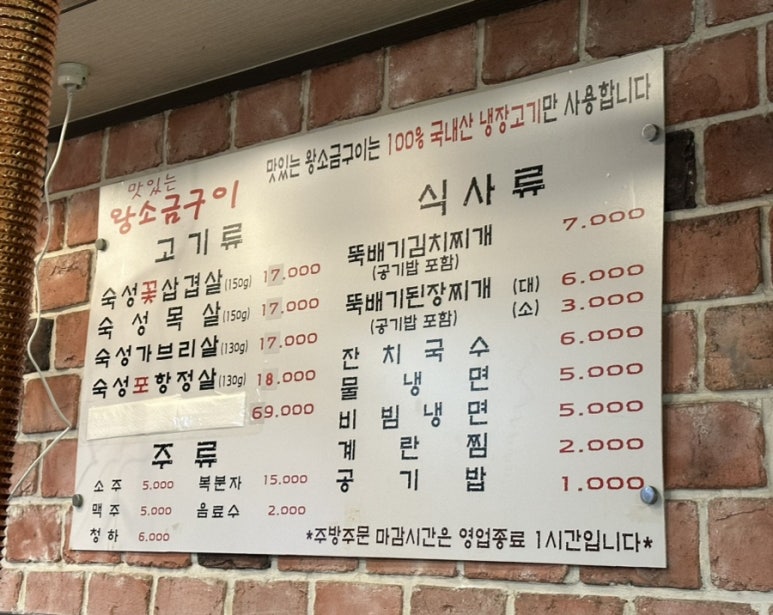 맛있는 왕소금구이는 100% 국내산 냉장고기만 사용합니다
맛있는
왕소금구이
고기류
숙성꽃삼겹살(150g) 17.000
숙성목살(150g) 17.000
숙성가브리살(130g) 17.000
숙성포항정살(130g) 18.000
69.000
주류
소주 5.000 복분자 15.000
맥주 5.000 음료수 2.000
청하 6.000
식사류
뚝배기김치찌개 7.000
(공기밥 포함)
뚝배기된장찌개 (대) 6.000
(공기밥 포함) (소) 3.000
잔치국수 6.000
물냉면 5.000
비빔냉면 5.000
계란찜 2.000
공기밥 1.000
*주방주문 마감시간은 영업종료 1시간입니다*